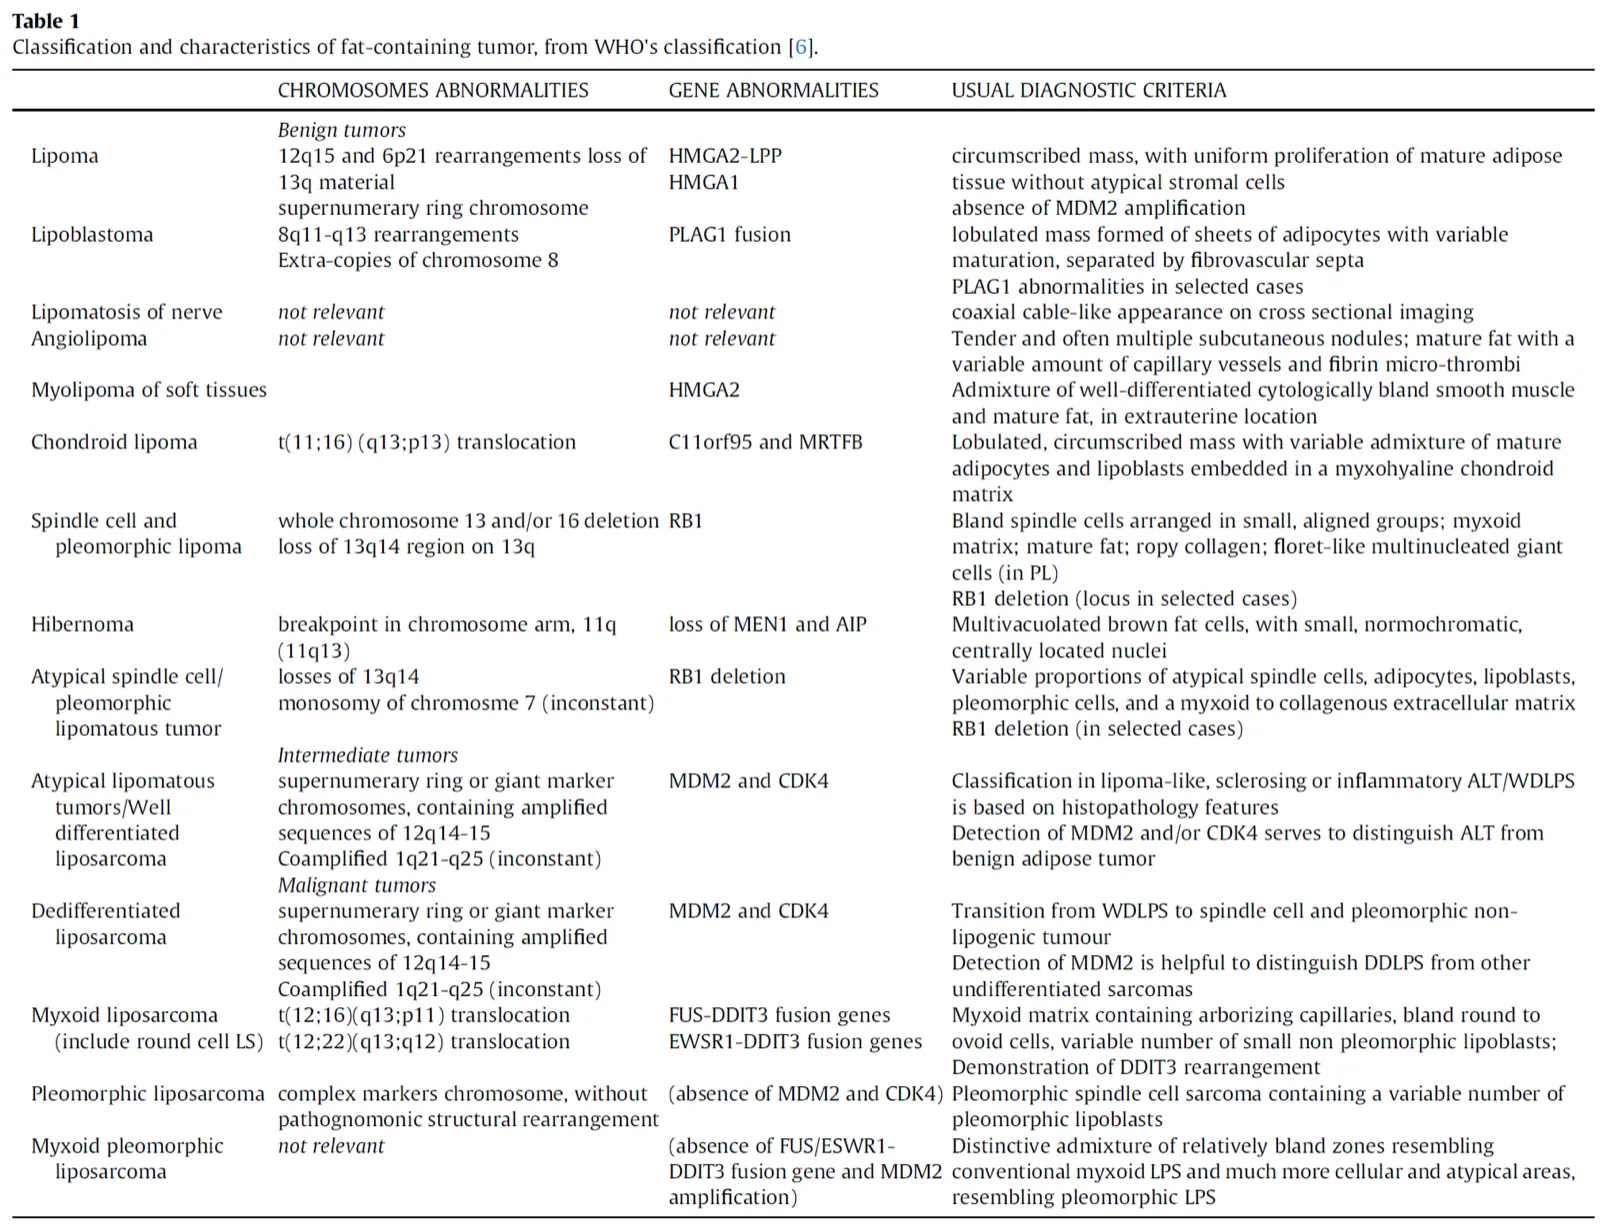 Table 1
Classification and characteristics of fat-containing tumor, from WHO's classification [6].
CHROMOSOMES ABNORMALITIES GENE ABNORMALITIES USUAL DIAGNOSTIC CRITERIA
Benign tumors
Lipoma 12q15 and 6p21 rearrangements loss of HMGA2-LPP circumscribed mass, with uniform proliferation of mature adipose
13q material HMGA1 tissue without atypical stromal cells
supernumerary ring chromosome absence of MDM2 amplification
Lipoblastoma 8q11-q13 rearrangements PLAG1 fusion lobulated mass formed of sheets of adipocytes with variable
Extra-copies of chromosome 8 maturation, separated by fibrovascular septa
PLAG1 abnormalities in selected cases
Lipomatosis of nerve not relevant not relevant coaxial cable-like appearance on cross sectional imaging
Angiolipoma not relevant not relevant Tender and often multiple subcutaneous nodules; mature fat with a
variable amount of capillary vessels and fibrin micro-thrombi
Myolipoma of soft tissues HMGA2 Admixture of well-differentiated cytologically bland smooth muscle
and mature fat, in extrauterine location
Chondroid lipoma t(11;16) (q13;p13) translocation C11orf95 and MRTFB Lobulated, circumscribed mass with variable admixture of mature
adipocytes and lipoblasts embedded in a myxohyaline chondroid
matrix
Spindle cell and whole chromosome 13 and/or 16 deletion RB1 Bland spindle cells arranged in small, aligned groups; myxoid
pleomorphic lipoma loss of 13q14 region on 13q matrix; mature fat; ropy collagen; floret-like multinucleated giant
cells (in PL)
RB1 deletion (locus in selected cases)
Hibernoma breakpoint in chromosome arm, 11q loss of MEN1 and AIP Multivacuolated brown fat cells, with small, normochromatic,
(11q13) centrally located nuclei
Atypical spindle cell/ losses of 13q14 RB1 deletion Variable proportions of atypical spindle cells, adipocytes, lipoblasts,
pleomorphic monosomy of chromosme 7 (inconstant) pleomorphic cells, and a myxoid to collagenous extracellular matrix
lipomatous tumor RB1 deletion (in selected cases)
Intermediate tumors
Atypical lipomatous supernumerary ring or giant marker MDM2 and CDK4 Classification in lipoma-like, sclerosing or inflammatory ALT/WDLPS
tumors/Well chromosomes, containing amplified is based on histopathology features
differentiated sequences of 12q14-15 Detection of MDM2 and/or CDK4 serves to distinguish ALT from
liposarcoma Coamplified 1q21-q25 (inconstant) benign adipose tumor
Malignant tumors
Dedifferentiated supernumerary ring or giant marker MDM2 and CDK4 Transition from WDLPS to spindle cell and pleomorphic non-
liposarcoma chromosomes, containing amplified lipogenic tumour
sequences of 12q14-15 Detection of MDM2 is helpful to distinguish DDLPS from other
Coamplified 1q21-q25 (inconstant) undifferentiated sarcomas
Myxoid liposarcoma t(12;16)(q13;p11) translocation FUS-DDIT3 fusion genes Myxoid matrix containing arborizing capillaries, bland round to
(include round cell LS) t(12;22)(q13;q12) translocation EWSR1-DDIT3 fusion genes ovoid cells, variable number of small non pleomorphic lipoblasts;
Demonstration of DDIT3 rearrangement
Pleomorphic liposarcoma complex markers chromosome, without (absence of MDM2 and CDK4) Pleomorphic spindle cell sarcoma containing a variable number of
pathognomonic structural rearrangement pleomorphic lipoblasts
Myxoid pleomorphic not relevant (absence of FUS/ESWR1- Distinctive admixture of relatively bland zones resembling
liposarcoma DDIT3 fusion gene and MDM2 conventional myxoid LPS and much more cellular and atypical areas,
amplification) resembling pleomorphic LPS